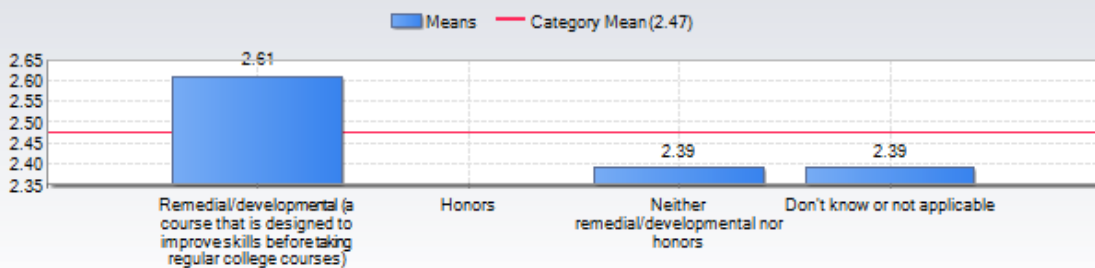 Means Category Mean (2.47)
2.65
2.60
2.55
2.50
2.45
2.40
2.35
2.61
2.39
2.39
Remedial/developmental (a
course that is designed to
improve skills before taking
regular college courses)
Honors
Neither
remedial/developmental nor
honors
Don't know or not applicable